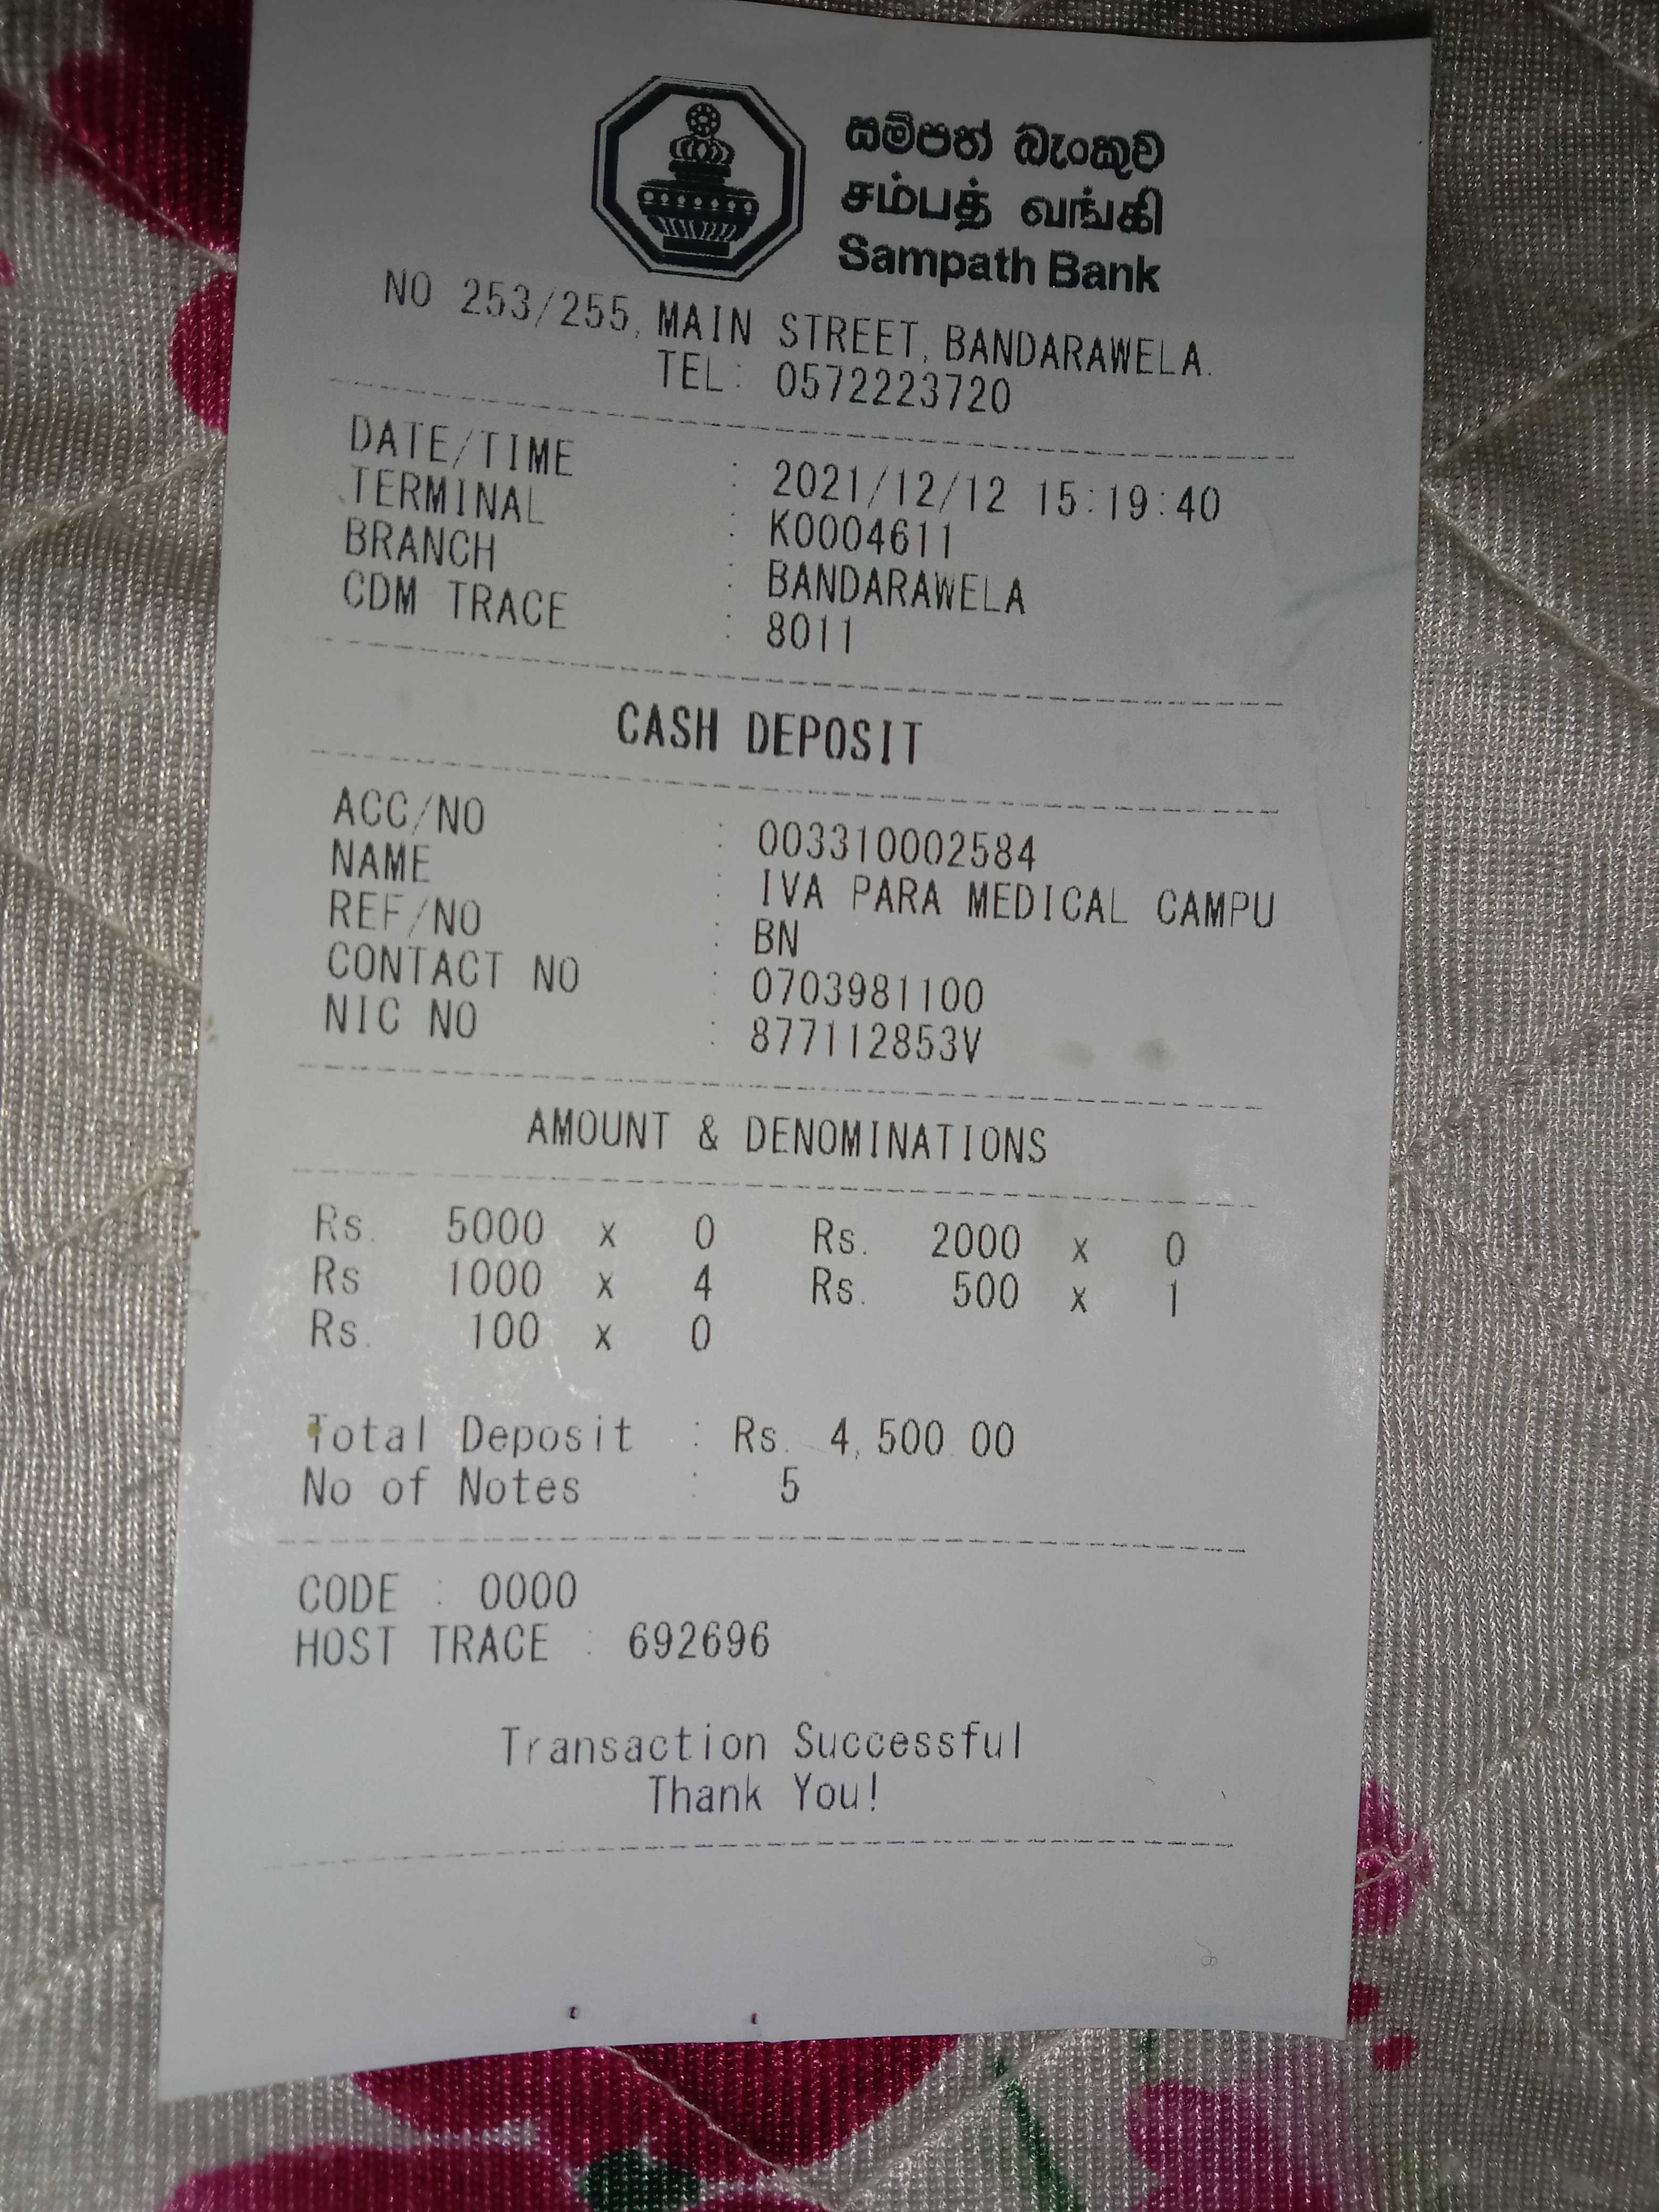 සම්පත් බැංකුව
சம்பத் வங்கி
Sampath Bank
NO 253/255, MAIN STREET, BANDARAWELA.
TEL: 0572223720
DATE/TIME : 2021/12/12 15:19:40
TERMINAL : K0004611
BRANCH : BANDARAWELA
CDM TRACE : 8011
CASH DEPOSIT
ACC/NO : 003310002584
NAME : IVA PARA MEDICAL CAMPU
REF/NO : BN
CONTACT NO : 0703981100
NIC NO : 877112853V
AMOUNT & DENOMINATIONS
Rs. 5000 x 0 Rs. 2000 x 0
Rs 1000 x 4 Rs. 500 x 1
Rs. 100 x 0
Total Deposit : Rs. 4,500.00
No of Notes : 5
CODE : 0000
HOST TRACE : 692696
Transaction Successful
Thank You!